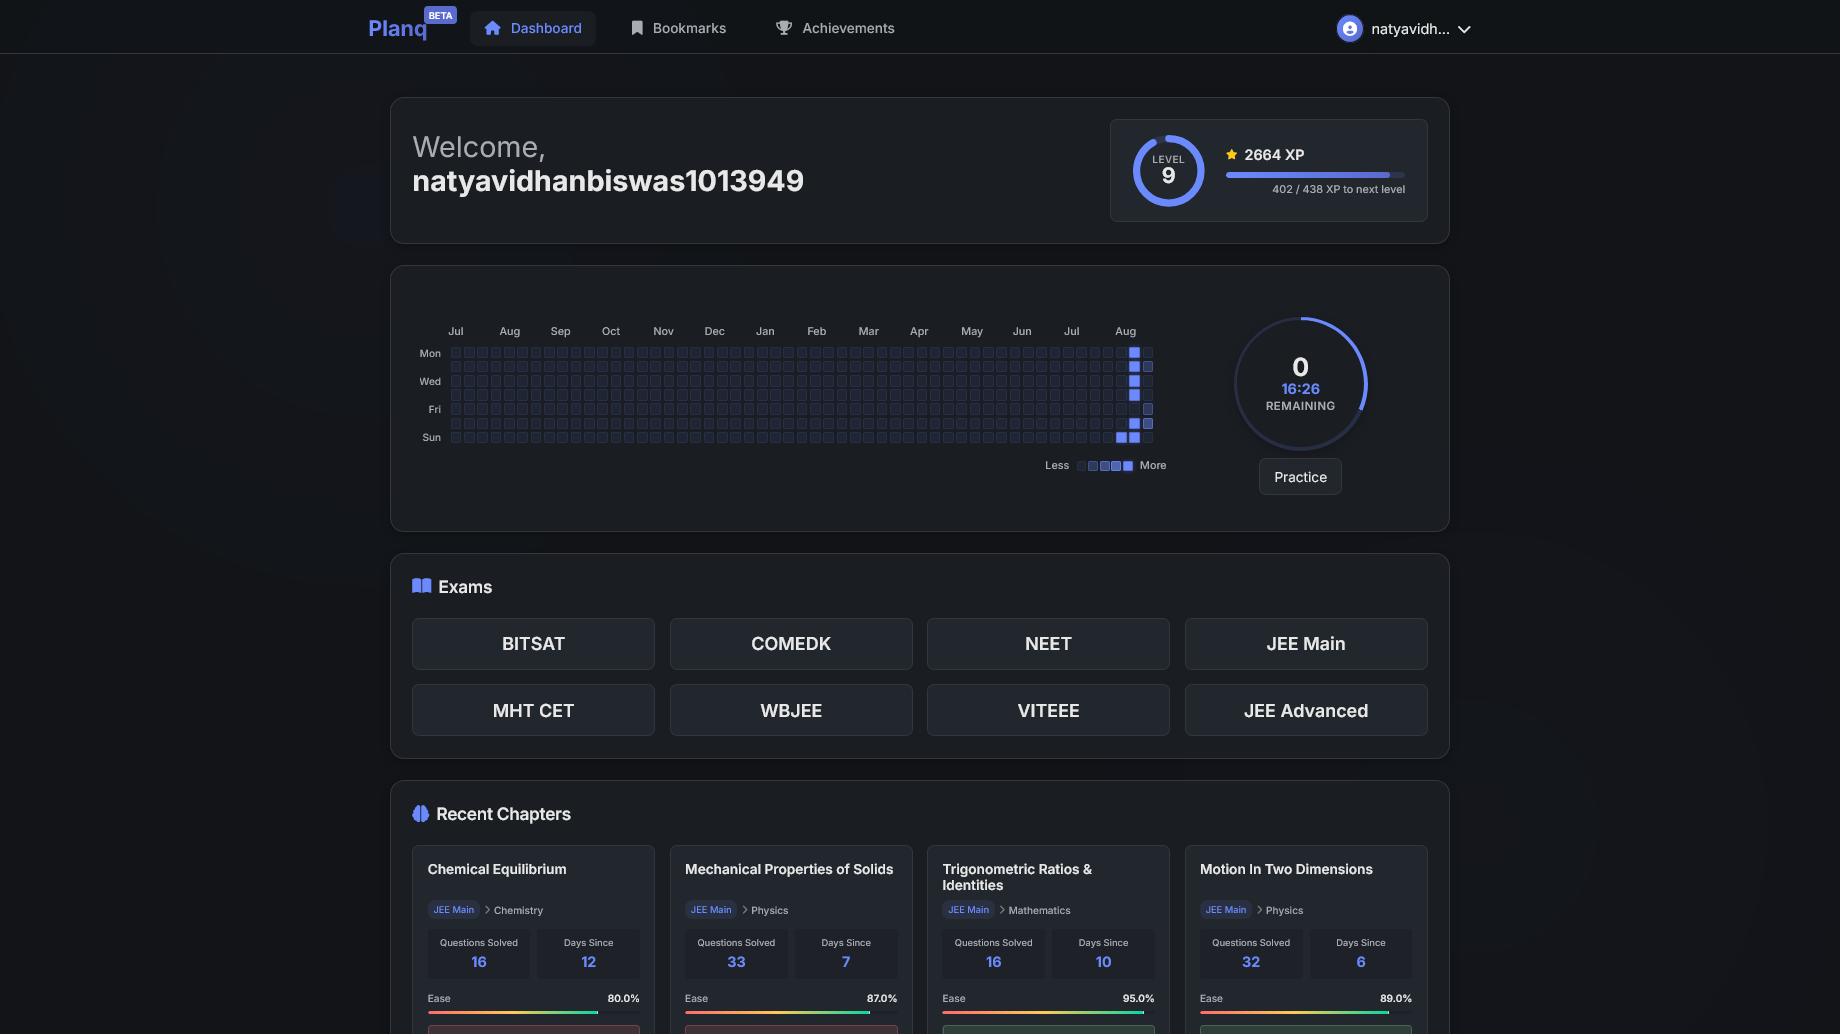 Planq BETA
Dashboard
Bookmarks
Achievements
natyavidh...
Welcome,
natyavidhanbiswas1013949
LEVEL
9
2664 XP
402 / 438 XP to next level
Jul Aug Sep Oct Nov Dec Jan Feb Mar Apr May Jun Jul Aug
Mon
Wed
Fri
Sun
Less More
0
16:26
REMAINING
Practice
Exams
BITSAT COMEDK NEET JEE Main
MHT CET WBJEE VITEEE JEE Advanced
Recent Chapters
Chemical Equilibrium
JEE Main > Chemistry
Questions Solved Days Since
16 12
Ease 80.0%
Mechanical Properties of Solids
JEE Main > Physics
Questions Solved Days Since
33 7
Ease 87.0%
Trigonometric Ratios &
Identities
JEE Main > Mathematics
Questions Solved Days Since
16 10
Ease 95.0%
Motion In Two Dimensions
JEE Main > Physics
Questions Solved Days Since
32 6
Ease 89.0%